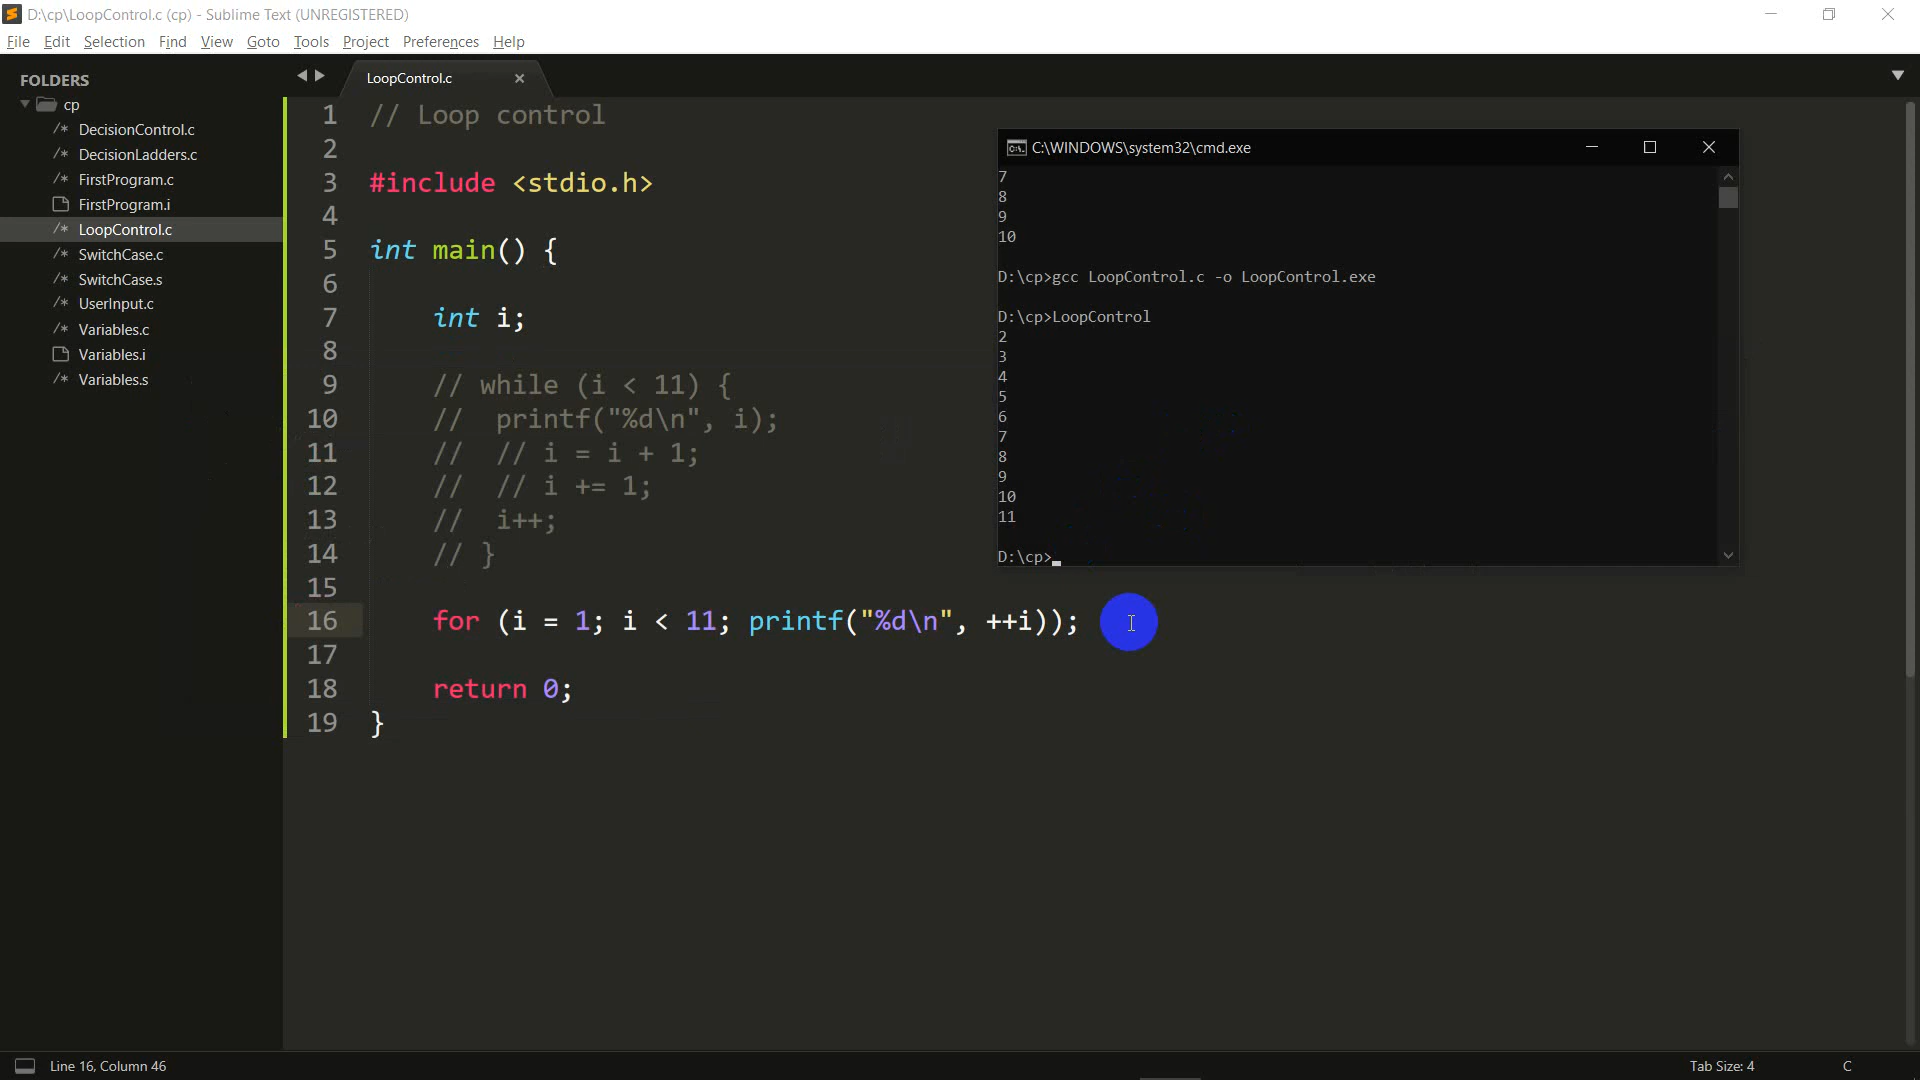 D:\cp\LoopControl.c (cp) - Sublime Text (UNREGISTERED)
File Edit Selection Find View Goto Tools Project Preferences Help
FOLDERS
cp
/* DecisionControl.c
/* DecisionLadders.c
/* FirstProgram.c
FirstProgram.i
/* LoopControl.c
/* SwitchCase.c
/* SwitchCase.s
/* UserInput.c
/* Variables.c
Variables.i
/* Variables.s
LoopControl.c
1 // Loop control
2
3 #include <stdio.h>
4
5 int main() {
6
7 int i;
8
9 // while (i < 11) {
10 // printf("%d\n", i);
11 // // i = i + 1;
12 // // i += 1;
13 // i++;
14 // }
15
16 for (i = 1; i < 11; printf("%d\n", ++i));
17
18 return 0;
19 }
C:\WINDOWS\system32\cmd.exe
7
8
9
10
D:\cp>gcc LoopControl.c -o LoopControl.exe
D:\cp>LoopControl
2
3
4
5
6
7
8
9
10
11
D:\cp>
Line 16, Column 46
Tab Size: 4
C